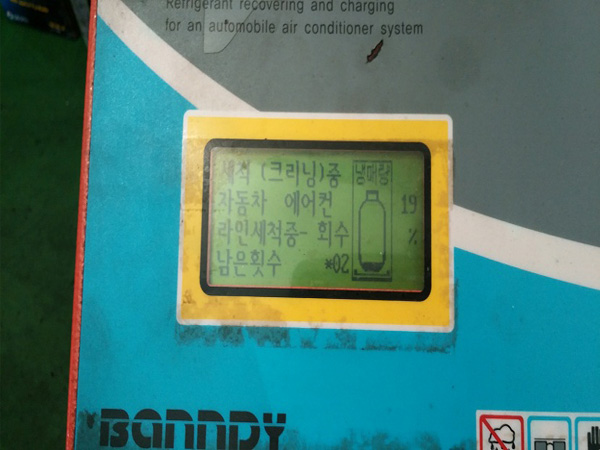 Refrigerant recovering and charging
for an automobile air conditioner system
세척 (크리닝)중 냉매량
자동차 에어컨 19
라인세척중- 회수 %
남은횟수 *02
BANNDY